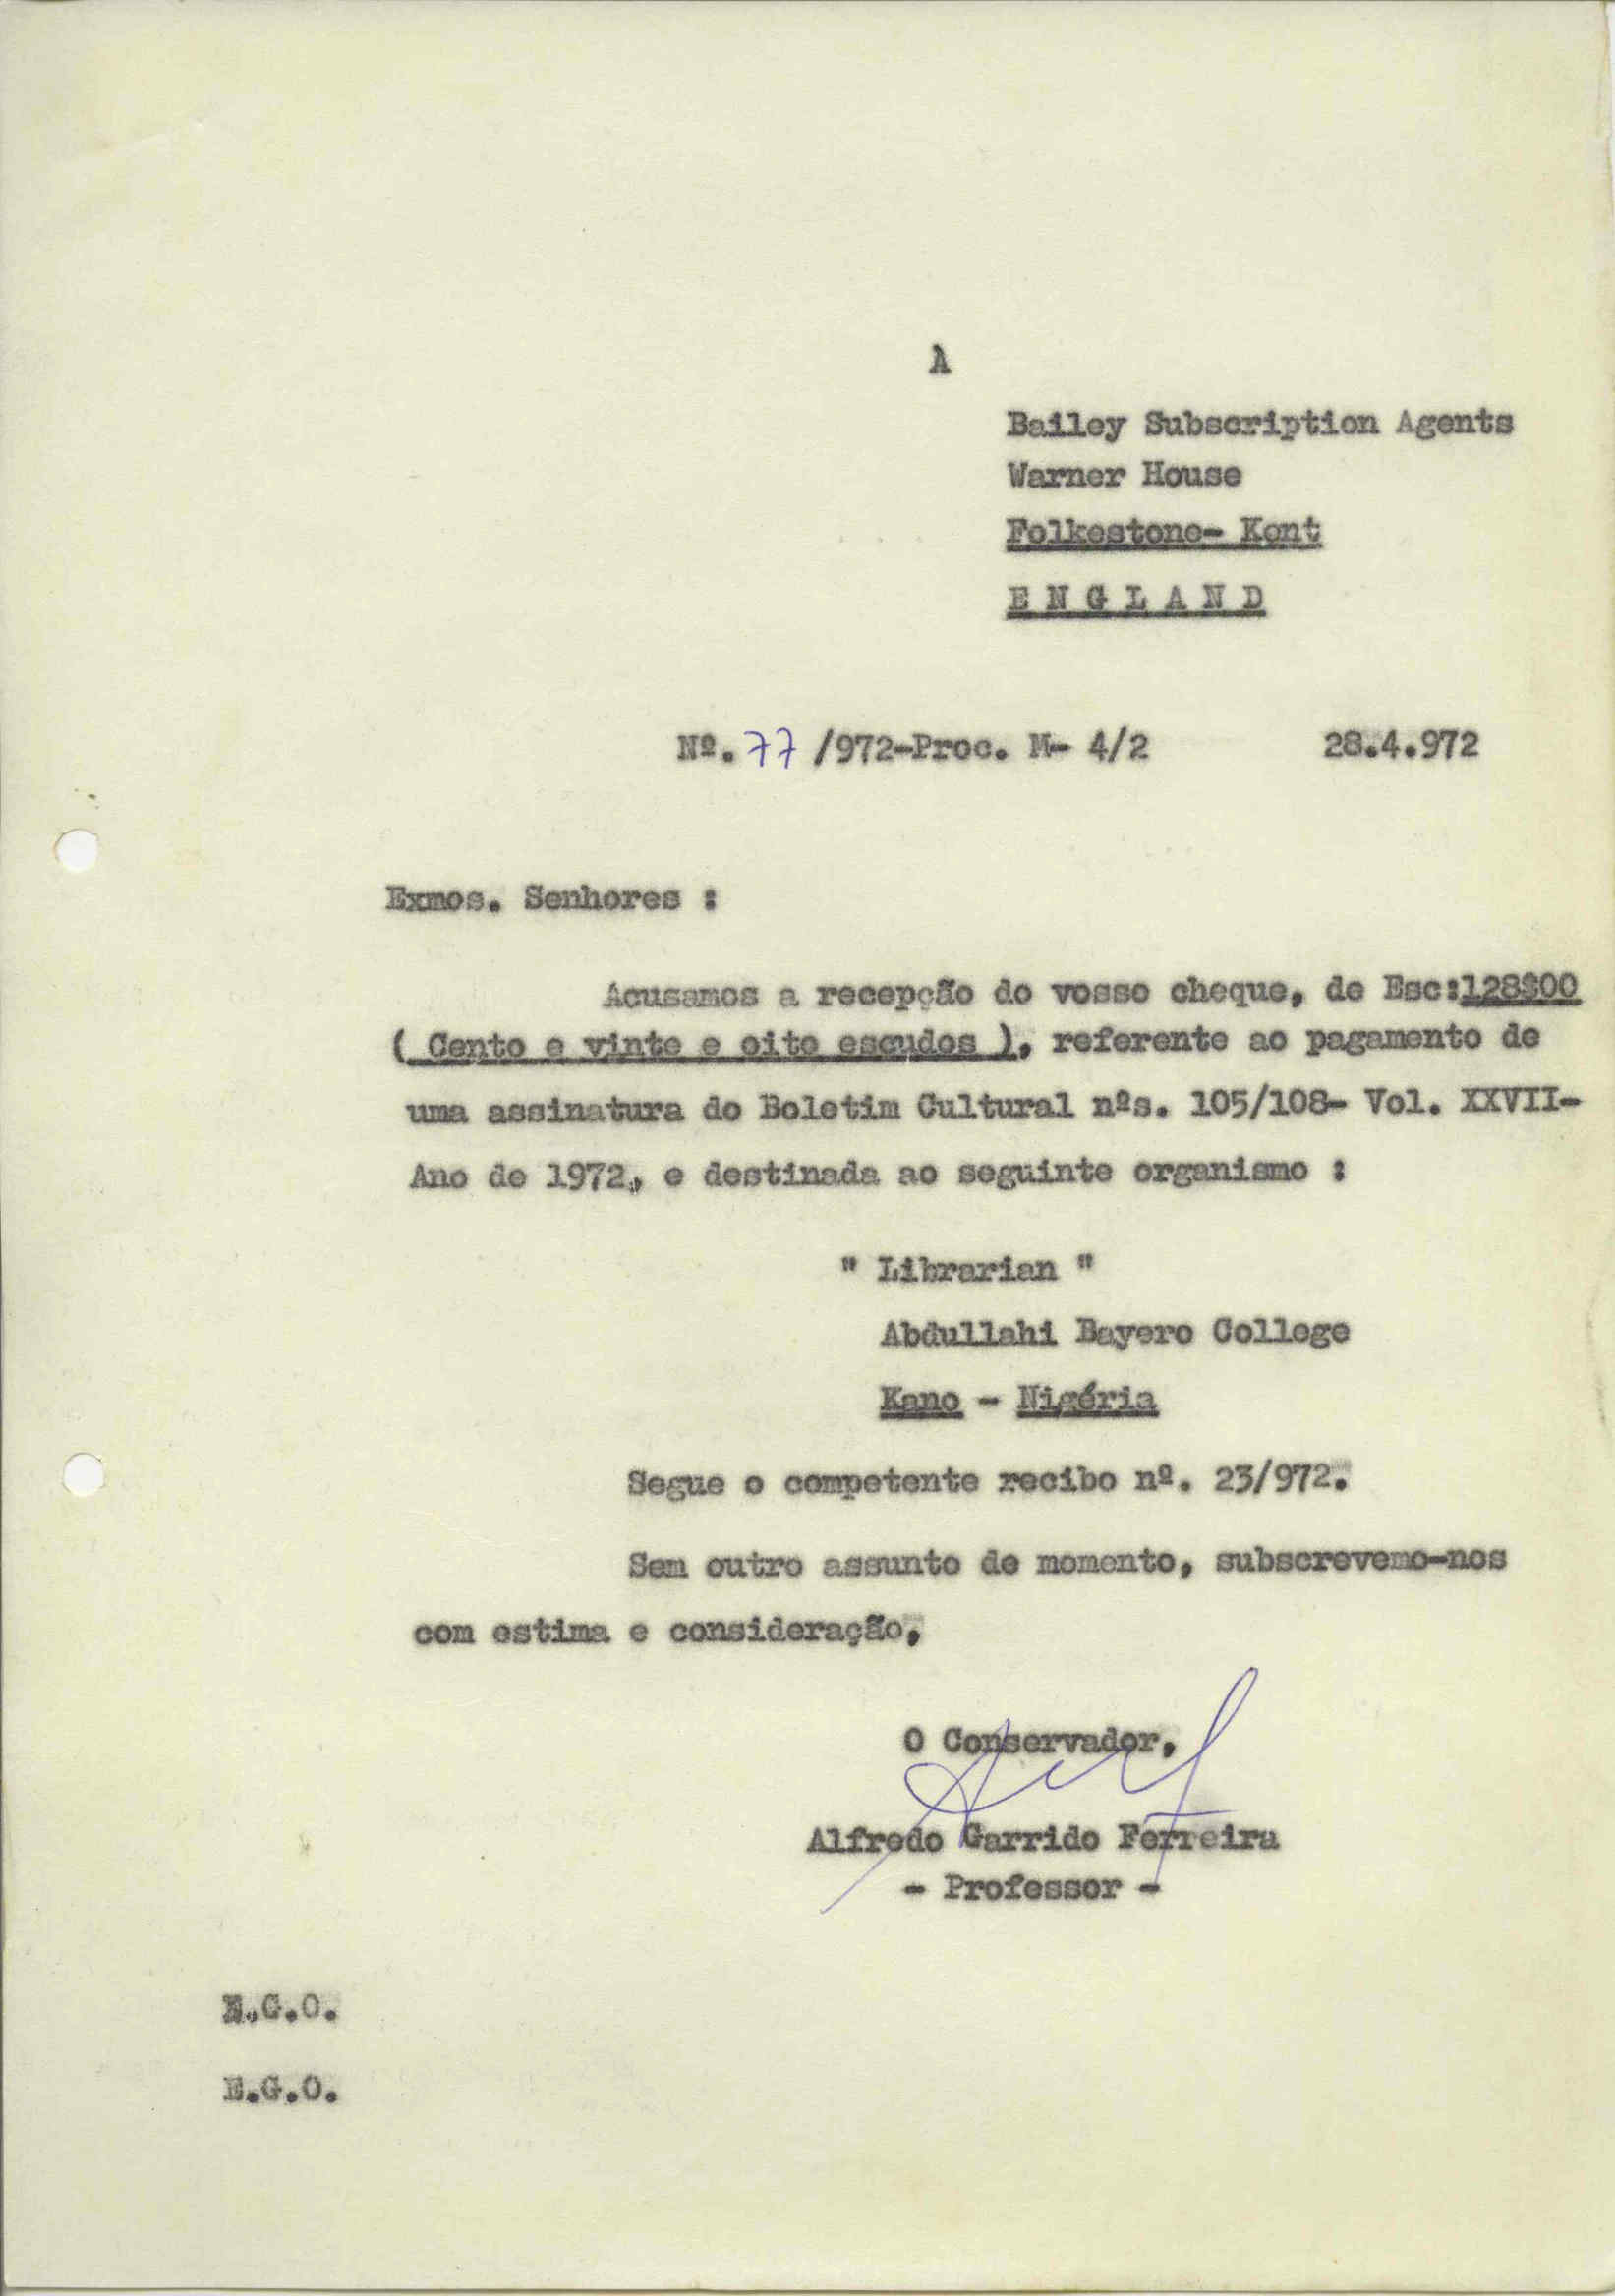 A
Bailey Subscription Agents
Warner House
Folkestone- Kent
E N G L A N D
Nº. 77 /972-Proc. M- 4/2 28.4.972
Exmos. Senhores :
Acusamos a recepção do vosso cheque, de Esc:128$00
( Cento e vinte e oito escudos ), referente ao pagamento de
uma assinatura do Boletim Cultural nºs. 105/108- Vol. XXVII-
Ano de 1972, e destinada ao seguinte organismo :
" Librarian "
Abdullahi Bayero College
Kano - Nigéria
Segue o competente recibo nº. 23/972.
Sem outro assunto de momento, subscrevemo-nos
com estima e consideração,
O Conservador,
Alfredo Garrido Ferreira
- Professor -
E.G.O.
E.G.O.